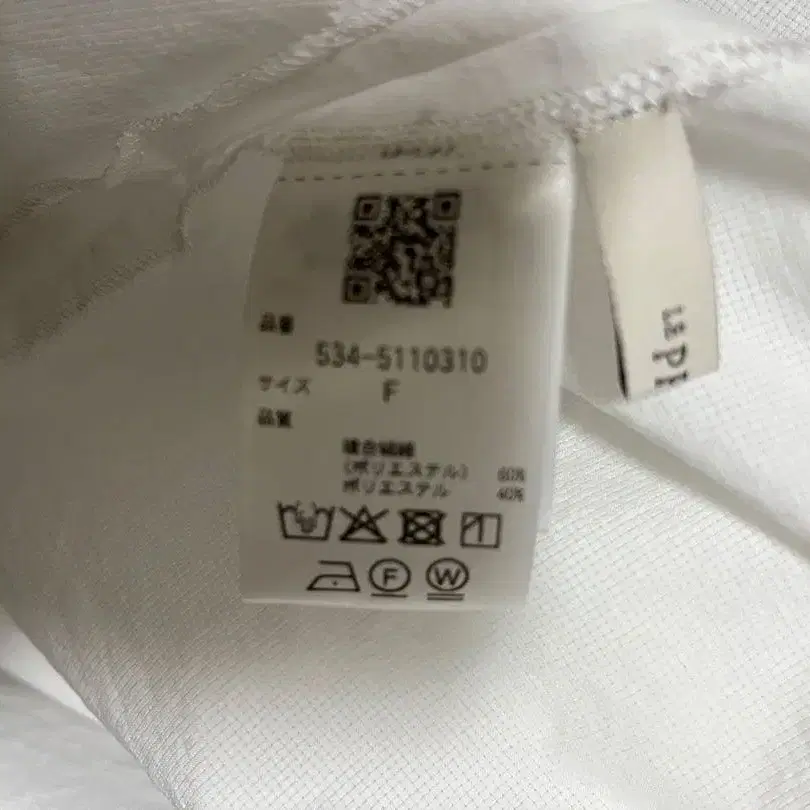 品番
534-5110310
サイズ F
品質
複合繊維
(ポリエステル) 60%
ポリエステル 40%
F W
LE